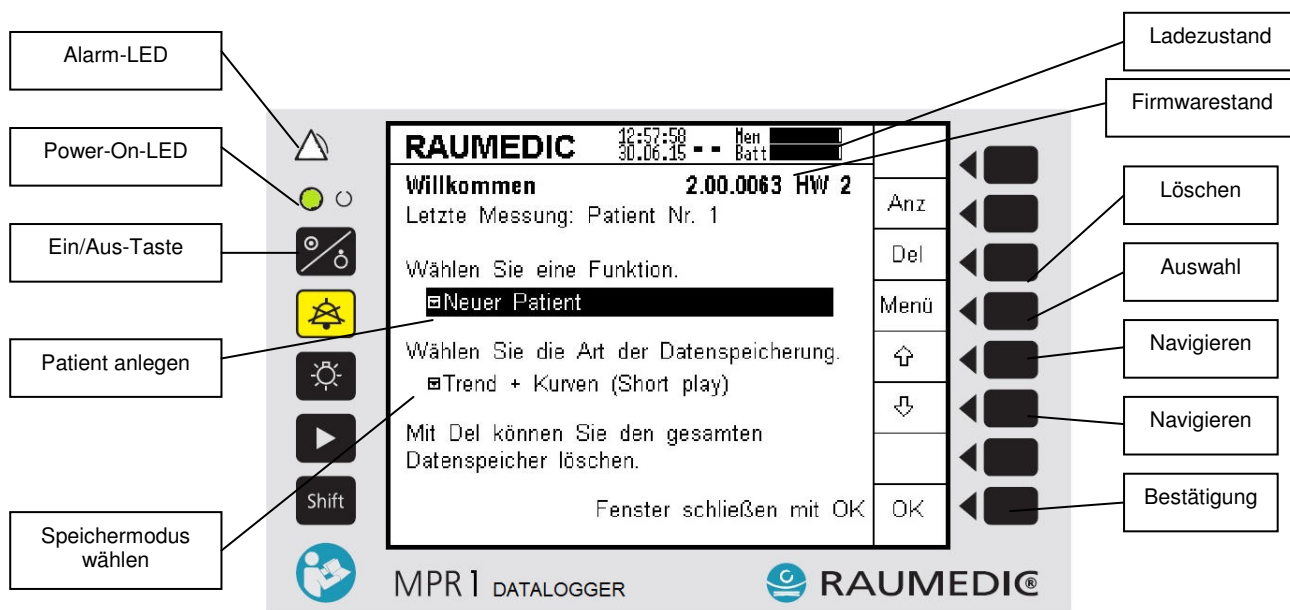 Alarm-LED
Power-On-LED
Ein/Aus-Taste
Patient anlegen
Speichermodus
wählen
RAUMEDIC
12:57:58
30.06.15
--
Mem
Batt
Willkommen 2.00.0063 HW 2
Letzte Messung: Patient Nr. 1
Wählen Sie eine Funktion.
Neuer Patient
Wählen Sie die Art der Datenspeicherung.
Trend + Kurven (Short play)
Mit Del können Sie den gesamten
Datenspeicher löschen.
Fenster schließen mit OK
Anz
Del
Menü
OK
Shift
MPR1 DATALOGGER
RAUMEDIC®
Ladezustand
Firmwarestand
Löschen
Auswahl
Navigieren
Navigieren
Bestätigung